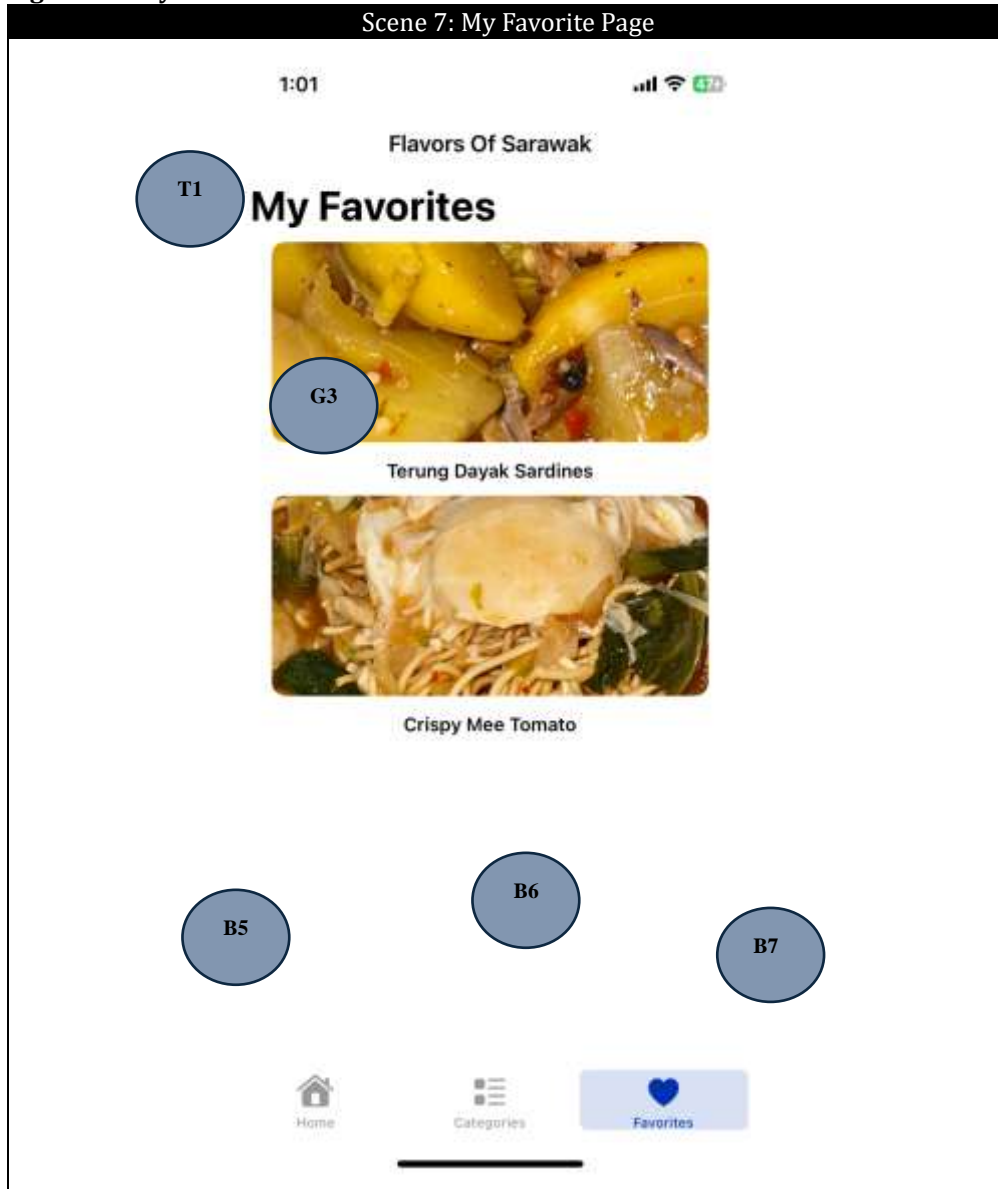 Scene 7: My Favorite Page
1:01
Flavors Of Sarawak
T1
My Favorites
G3
Terung Dayak Sardines
Crispy Mee Tomato
B6
B5
B7
Home Categories Favorites